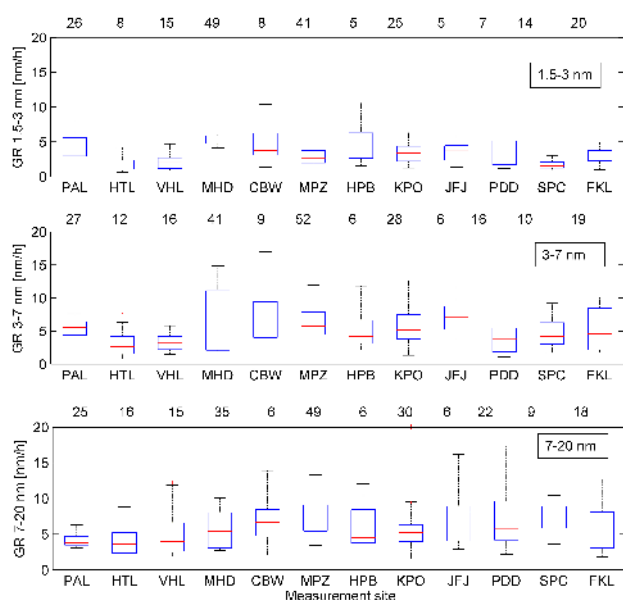 26 8 15 49 8 41 5 25 5 7 14 20
20
15
10
5
0
GR 1.5-3 nm [nm/h]
1.5-3 nm
PAL HTL VHL MHD CBW MPZ HPB KPO JFJ PDD SPC FKL
27 12 16 41 9 52 6 28 6 16 10 19
20
15
10
5
0
GR 3-7 nm [nm/h]
3-7 nm
PAL HTL VHL MHD CBW MPZ HPB KPO JFJ PDD SPC FKL
25 16 15 35 6 49 6 30 6 22 9 18
20
15
10
5
0
GR 7-20 nm [nm/h]
7-20 nm
PAL HTL VHL MHD CBW MPZ HPB KPO JFJ PDD SPC FKL
Measurement site